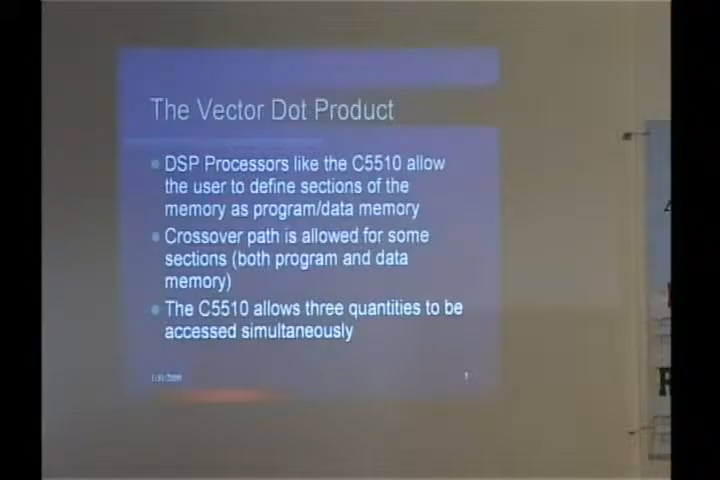 The Vector Dot Product
DSP Processors like the C5510 allow
the user to define sections of the
memory as program/data memory
Crossover path is allowed for some
sections (both program and data
memory)
The C5510 allows three quantities to be
accessed simultaneously
R